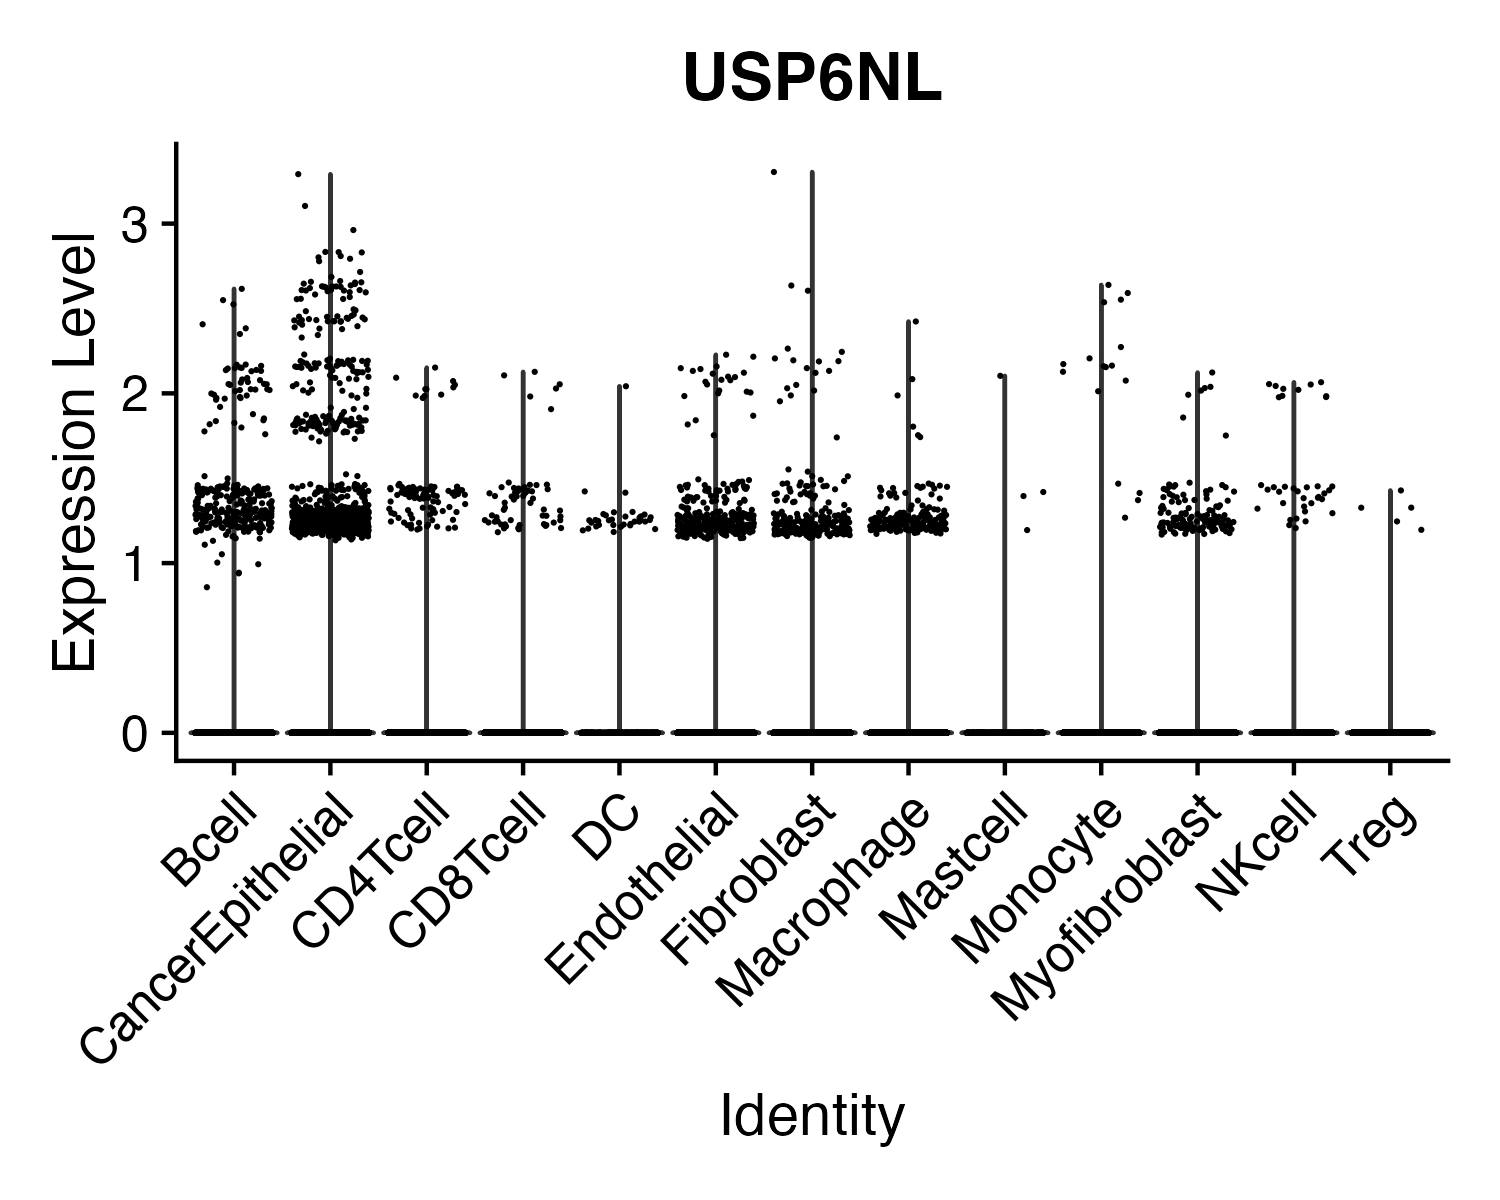 USP6NL
Expression Level
3
2
1
0
Bcell
CancerEpithelial
CD4Tcell
CD8Tcell
DC
Endothelial
Fibroblast
Macrophage
Mastcell
Monocyte
Myofibroblast
NKcell
Treg
Identity